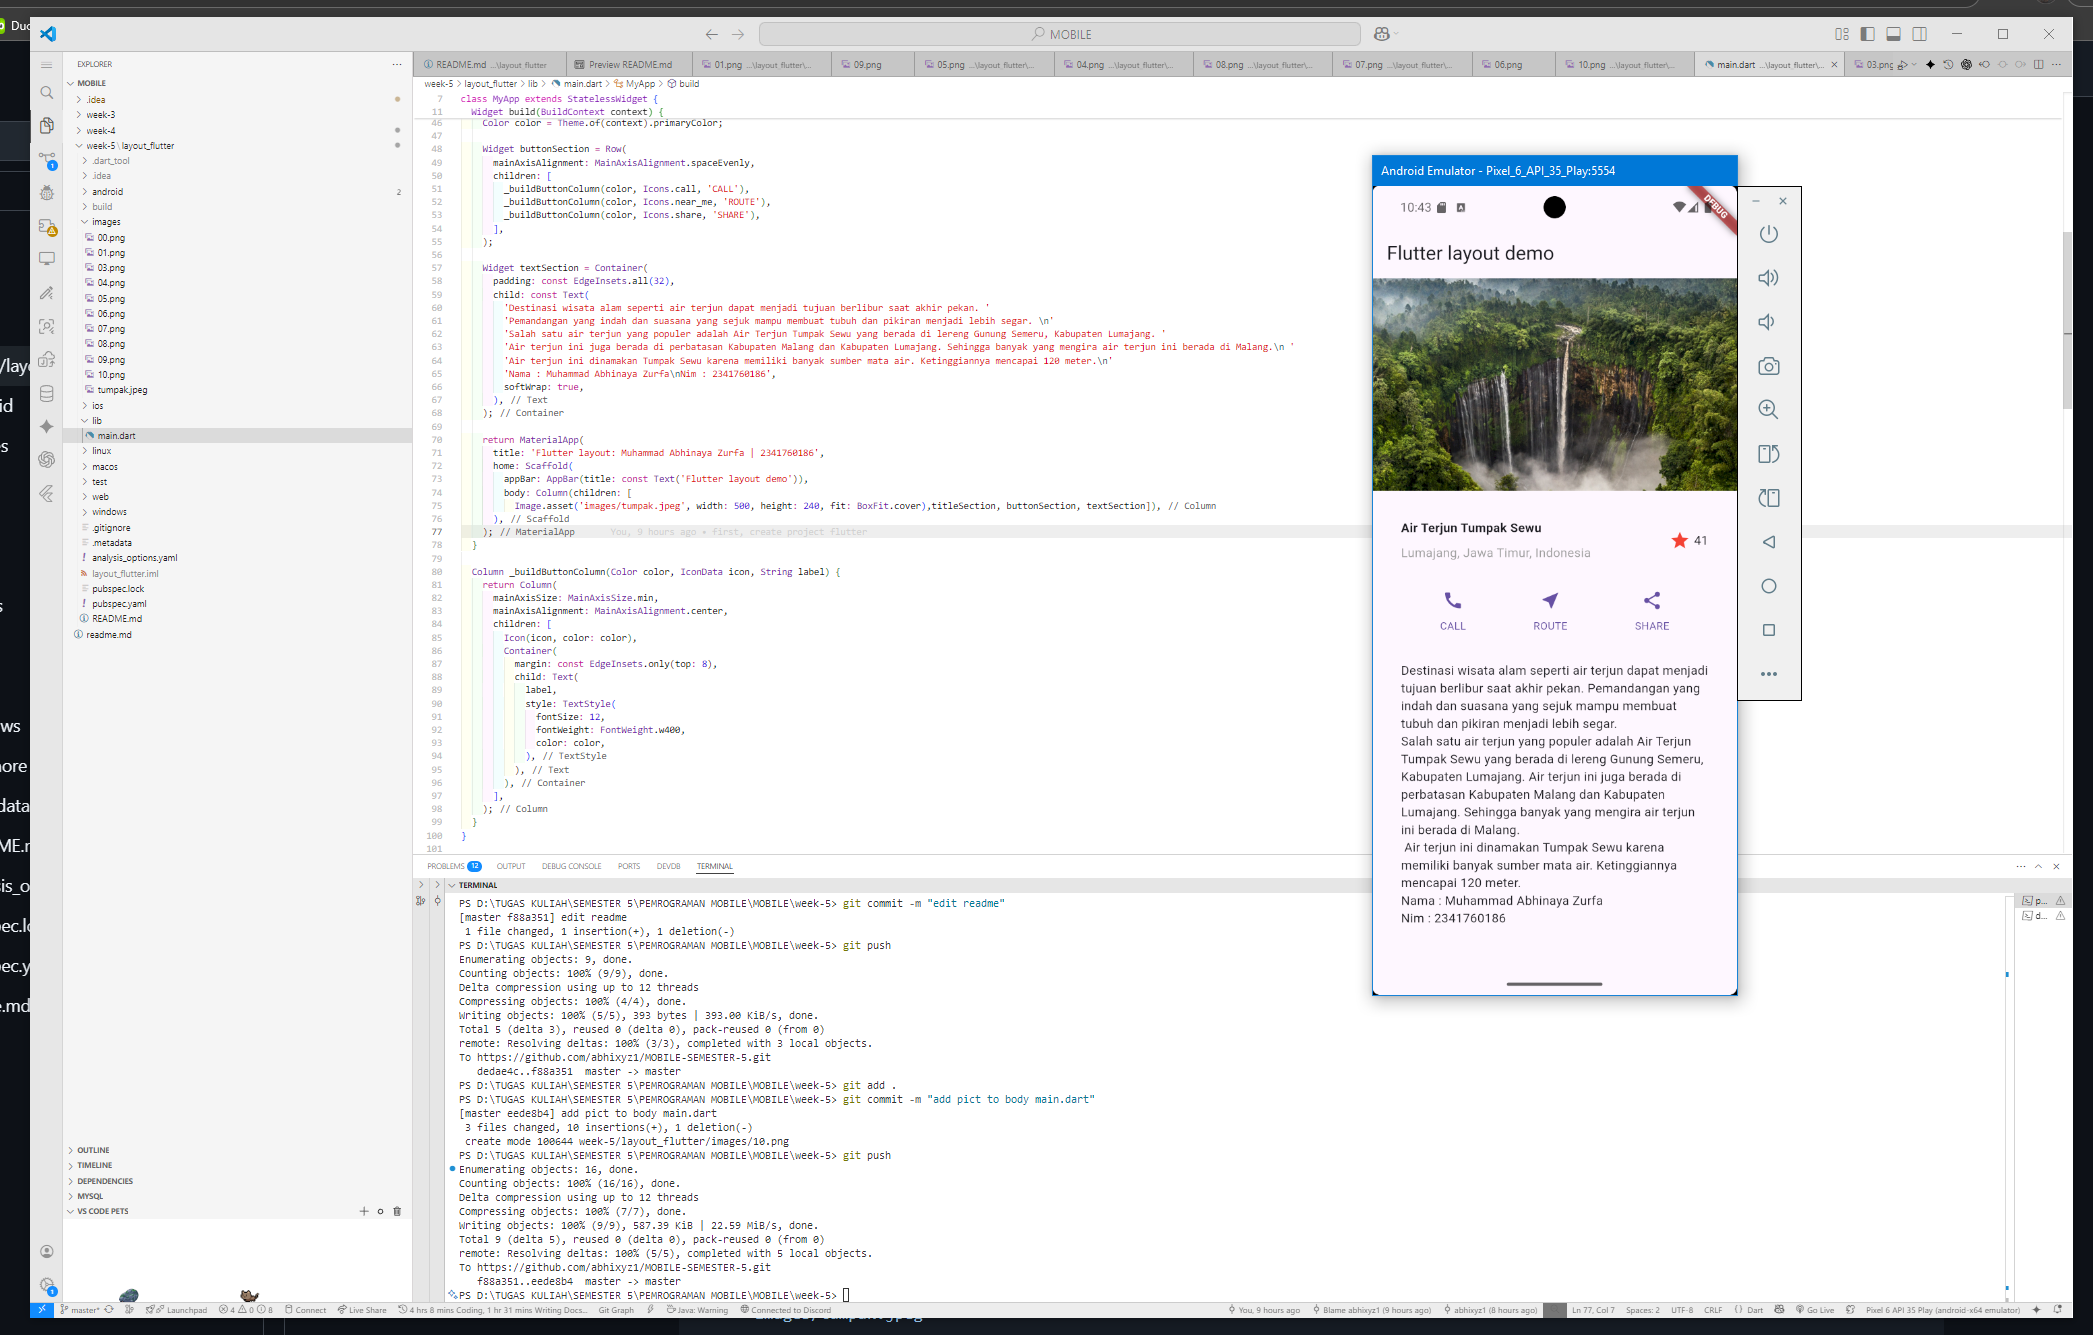 Duc
MOBILE
EXPLORER
README.md ...\layout_flutter
Preview README.md
01.png ...\layout_flutter\...
09.png
05.png ...\layout_flutter\...
04.png ...\layout_flutter\...
08.png ...\layout_flutter\...
07.png ...\layout_flutter\...
06.png
10.png ...\layout_flutter\...
main.dart ...\layout_flutter\...
03.png
MOBILE
.idea
week-3
week-4
week-5 \ layout_flutter
.dart_tool
.idea
android
2
build
images
00.png
01.png
03.png
04.png
05.png
06.png
07.png
08.png
09.png
10.png
tumpak.jpeg
ios
lib
main.dart
linux
macos
test
web
windows
.gitignore
.metadata
analysis_options.yaml
layout_flutter.iml
pubspec.lock
pubspec.yaml
README.md
readme.md
OUTLINE
TIMELINE
DEPENDENCIES
MYSQL
VS CODE PETS
week-5 > layout_flutter > lib > main.dart > MyApp > build
7 class MyApp extends StatelessWidget {
11 Widget build(BuildContext context) {
46 Color color = Theme.of(context).primaryColor;
47
48 Widget buttonSection = Row(
49 mainAxisAlignment: MainAxisAlignment.spaceEvenly,
50 children: [
51 _buildButtonColumn(color, Icons.call, 'CALL'),
52 _buildButtonColumn(color, Icons.near_me, 'ROUTE'),
53 _buildButtonColumn(color, Icons.share, 'SHARE'),
54 ],
55 );
56
57 Widget textSection = Container(
58 padding: const EdgeInsets.all(32),
59 child: const Text(
60 'Destinasi wisata alam seperti air terjun dapat menjadi tujuan berlibur saat akhir pekan. '
61 'Pemandangan yang indah dan suasana yang sejuk mampu membuat tubuh dan pikiran menjadi lebih segar. \n'
62 'Salah satu air terjun yang populer adalah Air Terjun Tumpak Sewu yang berada di lereng Gunung Semeru, Kabupaten Lumajang. '
63 'Air terjun ini juga berada di perbatasan Kabupaten Malang dan Kabupaten Lumajang. Sehingga banyak yang mengira air terjun ini berada di Malang.\n '
64 'Air terjun ini dinamakan Tumpak Sewu karena memiliki banyak sumber mata air. Ketinggiannya mencapai 120 meter.\n'
65 'Nama : Muhammad Abhinaya Zurfa\nNim : 2341760186',
66 softWrap: true,
67 ), // Text
68 ); // Container
69
70 return MaterialApp(
71 title: 'Flutter layout: Muhammad Abhinaya Zurfa | 2341760186',
72 home: Scaffold(
73 appBar: AppBar(title: const Text('Flutter layout demo')),
74 body: Column(children: [
75 Image.asset('images/tumpak.jpeg', width: 500, height: 240, fit: BoxFit.cover),titleSection, buttonSection, textSection]), // Column
76 ), // Scaffold
77 ); // MaterialApp You, 9 hours ago • first, create project flutter
78 }
79
80 Column _buildButtonColumn(Color color, IconData icon, String label) {
81 return Column(
82 mainAxisSize: MainAxisSize.min,
83 mainAxisAlignment: MainAxisAlignment.center,
84 children: [
85 Icon(icon, color: color),
86 Container(
87 margin: const EdgeInsets.only(top: 8),
88 child: Text(
89 label,
90 style: TextStyle(
91 fontSize: 12,
92 fontWeight: FontWeight.w400,
93 color: color,
94 ), // TextStyle
95 ), // Text
96 ), // Container
97 ],
98 ); // Column
99 }
100 }
101
Android Emulator - Pixel_6_API_35_Play:5554
10:43
DEBUG
Flutter layout demo
Air Terjun Tumpak Sewu
Lumajang, Jawa Timur, Indonesia
41
CALL ROUTE SHARE
Destinasi wisata alam seperti air terjun dapat menjadi
tujuan berlibur saat akhir pekan. Pemandangan yang
indah dan suasana yang sejuk mampu membuat
tubuh dan pikiran menjadi lebih segar.
Salah satu air terjun yang populer adalah Air Terjun
Tumpak Sewu yang berada di lereng Gunung Semeru,
Kabupaten Lumajang. Air terjun ini juga berada di
perbatasan Kabupaten Malang dan Kabupaten
Lumajang. Sehingga banyak yang mengira air terjun
ini berada di Malang.
Air terjun ini dinamakan Tumpak Sewu karena
memiliki banyak sumber mata air. Ketinggiannya
mencapai 120 meter.
Nama : Muhammad Abhinaya Zurfa
Nim : 2341760186
PROBLEMS 12 OUTPUT DEBUG CONSOLE PORTS DEVDB TERMINAL
TERMINAL
PS D:\TUGAS KULIAH\SEMESTER 5\PEMROGRAMAN MOBILE\MOBILE\week-5> git commit -m "edit readme"
[master f88a351] edit readme
1 file changed, 1 insertion(+), 1 deletion(-)
PS D:\TUGAS KULIAH\SEMESTER 5\PEMROGRAMAN MOBILE\MOBILE\week-5> git push
Enumerating objects: 9, done.
Counting objects: 100% (9/9), done.
Delta compression using up to 12 threads
Compressing objects: 100% (4/4), done.
Writing objects: 100% (5/5), 393 bytes | 393.00 KiB/s, done.
Total 5 (delta 3), reused 0 (delta 0), pack-reused 0 (from 0)
remote: Resolving deltas: 100% (3/3), completed with 3 local objects.
To https://github.com/abhixyz1/MOBILE-SEMESTER-5.git
dedae4c..f88a351 master -> master
PS D:\TUGAS KULIAH\SEMESTER 5\PEMROGRAMAN MOBILE\MOBILE\week-5> git add .
PS D:\TUGAS KULIAH\SEMESTER 5\PEMROGRAMAN MOBILE\MOBILE\week-5> git commit -m "add pict to body main.dart"
[master eede8b4] add pict to body main.dart
3 files changed, 10 insertions(+), 1 deletion(-)
create mode 100644 week-5/layout_flutter/images/10.png
PS D:\TUGAS KULIAH\SEMESTER 5\PEMROGRAMAN MOBILE\MOBILE\week-5> git push
Enumerating objects: 16, done.
Counting objects: 100% (16/16), done.
Delta compression using up to 12 threads
Compressing objects: 100% (7/7), done.
Writing objects: 100% (9/9), 587.39 KiB | 22.59 MiB/s, done.
Total 9 (delta 5), reused 0 (delta 0), pack-reused 0 (from 0)
remote: Resolving deltas: 100% (5/5), completed with 5 local objects.
To https://github.com/abhixyz1/MOBILE-SEMESTER-5.git
f88a351..eede8b4 master -> master
PS D:\TUGAS KULIAH\SEMESTER 5\PEMROGRAMAN MOBILE\MOBILE\week-5>
p...
d...
master* Launchpad 4 0 8 Connect Live Share 4 hrs 8 mins Coding, 1 hr 31 mins Writing Docs... Git Graph Java: Warning Connected to Discord You, 9 hours ago Blame abhixyz1 (9 hours ago) abhixyz1 (8 hours ago) Ln 77, Col 7 Spaces: 2 UTF-8 CRLF Dart Go Live Pixel 6 API 35 Play (android-x64 emulator)